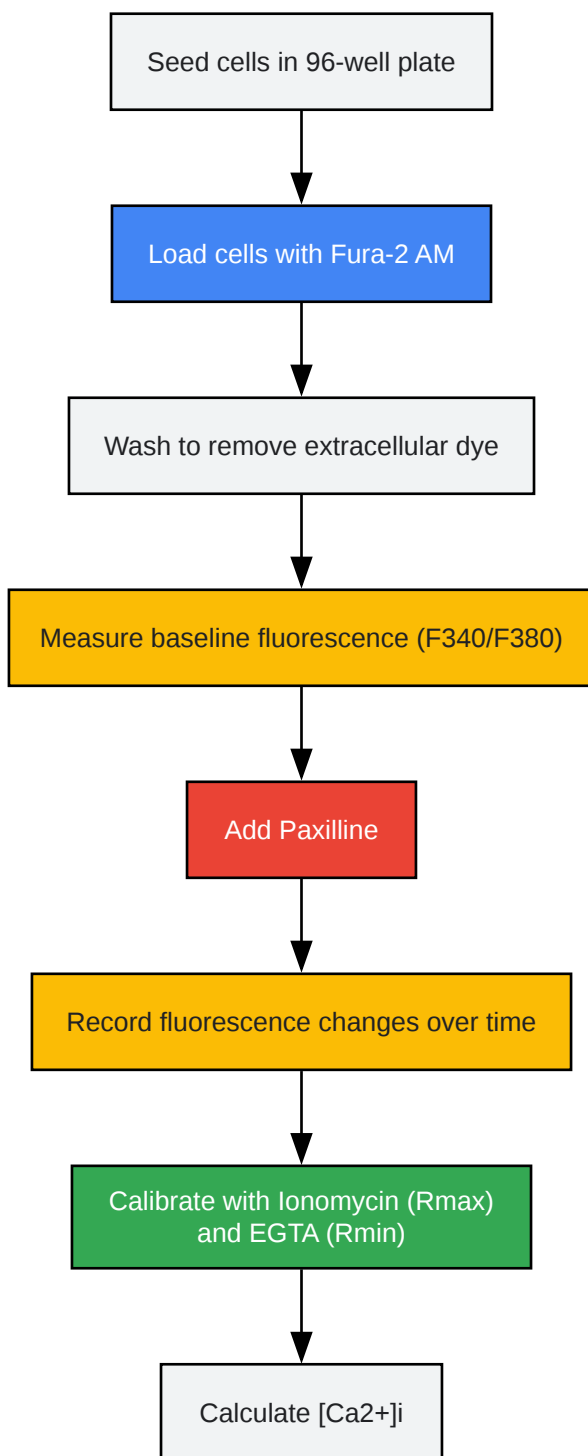 Seed cells in 96-well plate
Load cells with Fura-2 AM
Wash to remove extracellular dye
Measure baseline fluorescence (F340/F380)
Add Paxilline
Record fluorescence changes over time
Calibrate with Ionomycin (Rmax)
and EGTA (Rmin)
Calculate [Ca2+]i